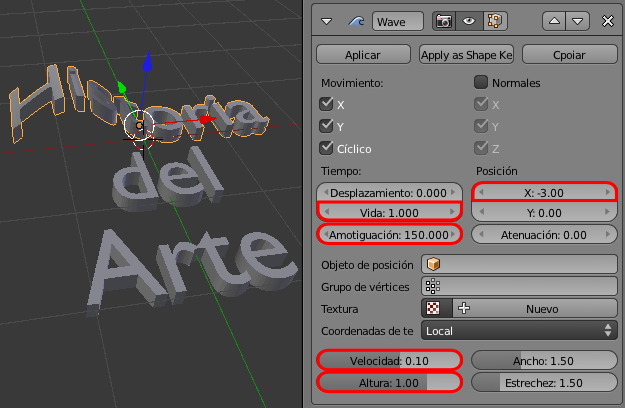 Historia
del
Arte
Wave
Aplicar
Apply as Shape Ke
Cpoiar
Movimiento:
Normales
X
X
Y
Y
Cíclico
Z
Tiempo:
Posición
Desplazamiento: 0.000
X: -3.00
Vida: 1.000
Y: 0.00
Amotiguación: 150.000
Atenuación: 0.00
Objeto de posición
Grupo de vértices
Textura
Nuevo
Coordenadas de te
Local
Velocidad: 0.10
Ancho: 1.50
Altura: 1.00
Estrechez: 1.50